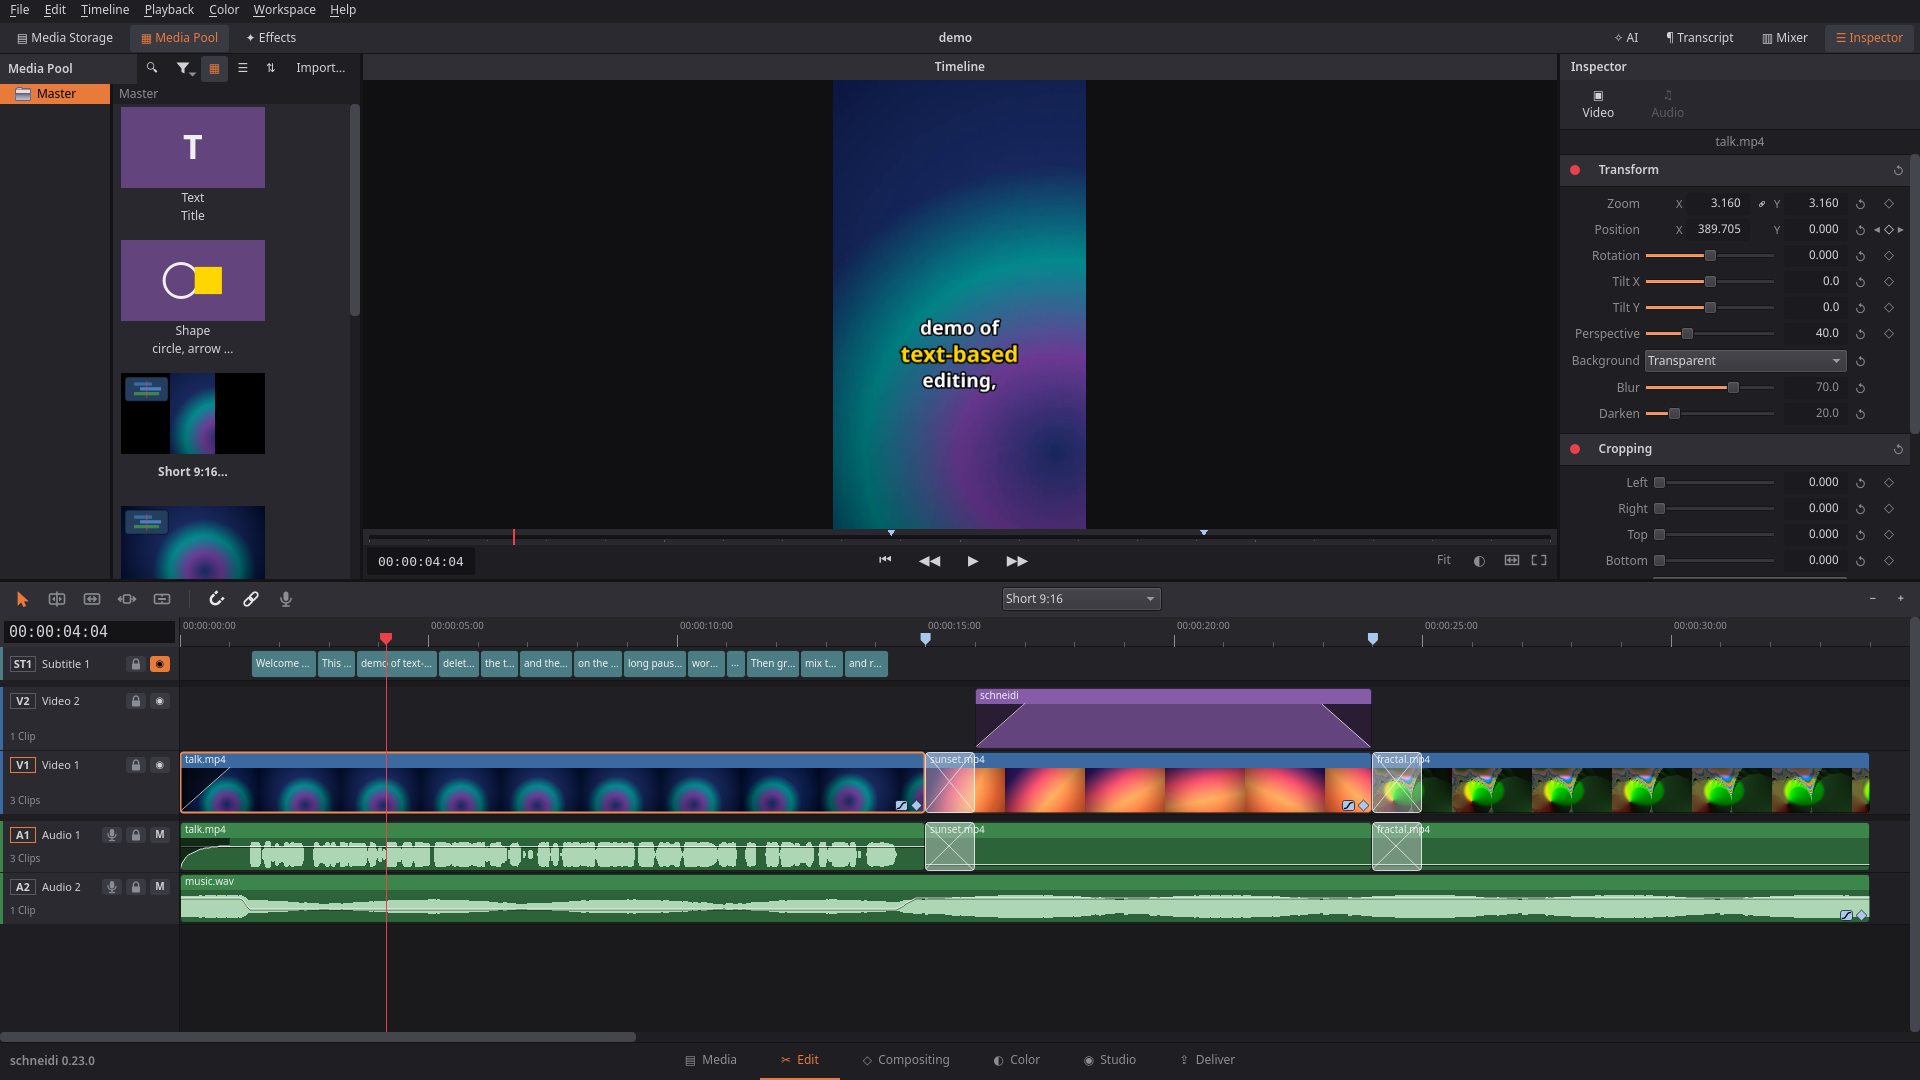 File Edit Timeline Playback Color Workspace Help
Media Storage Media Pool Effects demo AI Transcript Mixer Inspector
Media Pool Import... Timeline Inspector
Master Master
Video Audio
T
Text
Title
talk.mp4
Transform
Zoom X 3.160 Y 3.160
Position X 389.705 Y 0.000
Rotation 0.000
Tilt X 0.0
Tilt Y 0.0
Perspective 40.0
Background Transparent
Blur 70.0
Darken 20.0
Shape
circle, arrow ...
demo of
text-based
editing,
Cropping
Left 0.000
Right 0.000
Top 0.000
Bottom 0.000
Short 9:16...
00:00:04:04 Fit
Short 9:16
00:00:04:04 00:00:00:00 00:00:05:00 00:00:10:00 00:00:15:00 00:00:20:00 00:00:25:00 00:00:30:00
ST1 Subtitle 1 Welcome ... This ... demo of text-... delet... the t... and the... on the ... long paus... wor... ... Then gr... mix t... and r...
V2 Video 2 schneidi
1 Clip
V1 Video 1 talk.mp4 sunset.mp4 fractal.mp4
3 Clips
A1 Audio 1 M talk.mp4 sunset.mp4 fractal.mp4
3 Clips
A2 Audio 2 M music.wav
1 Clip
schneidi 0.23.0 Media Edit Compositing Color Studio Deliver